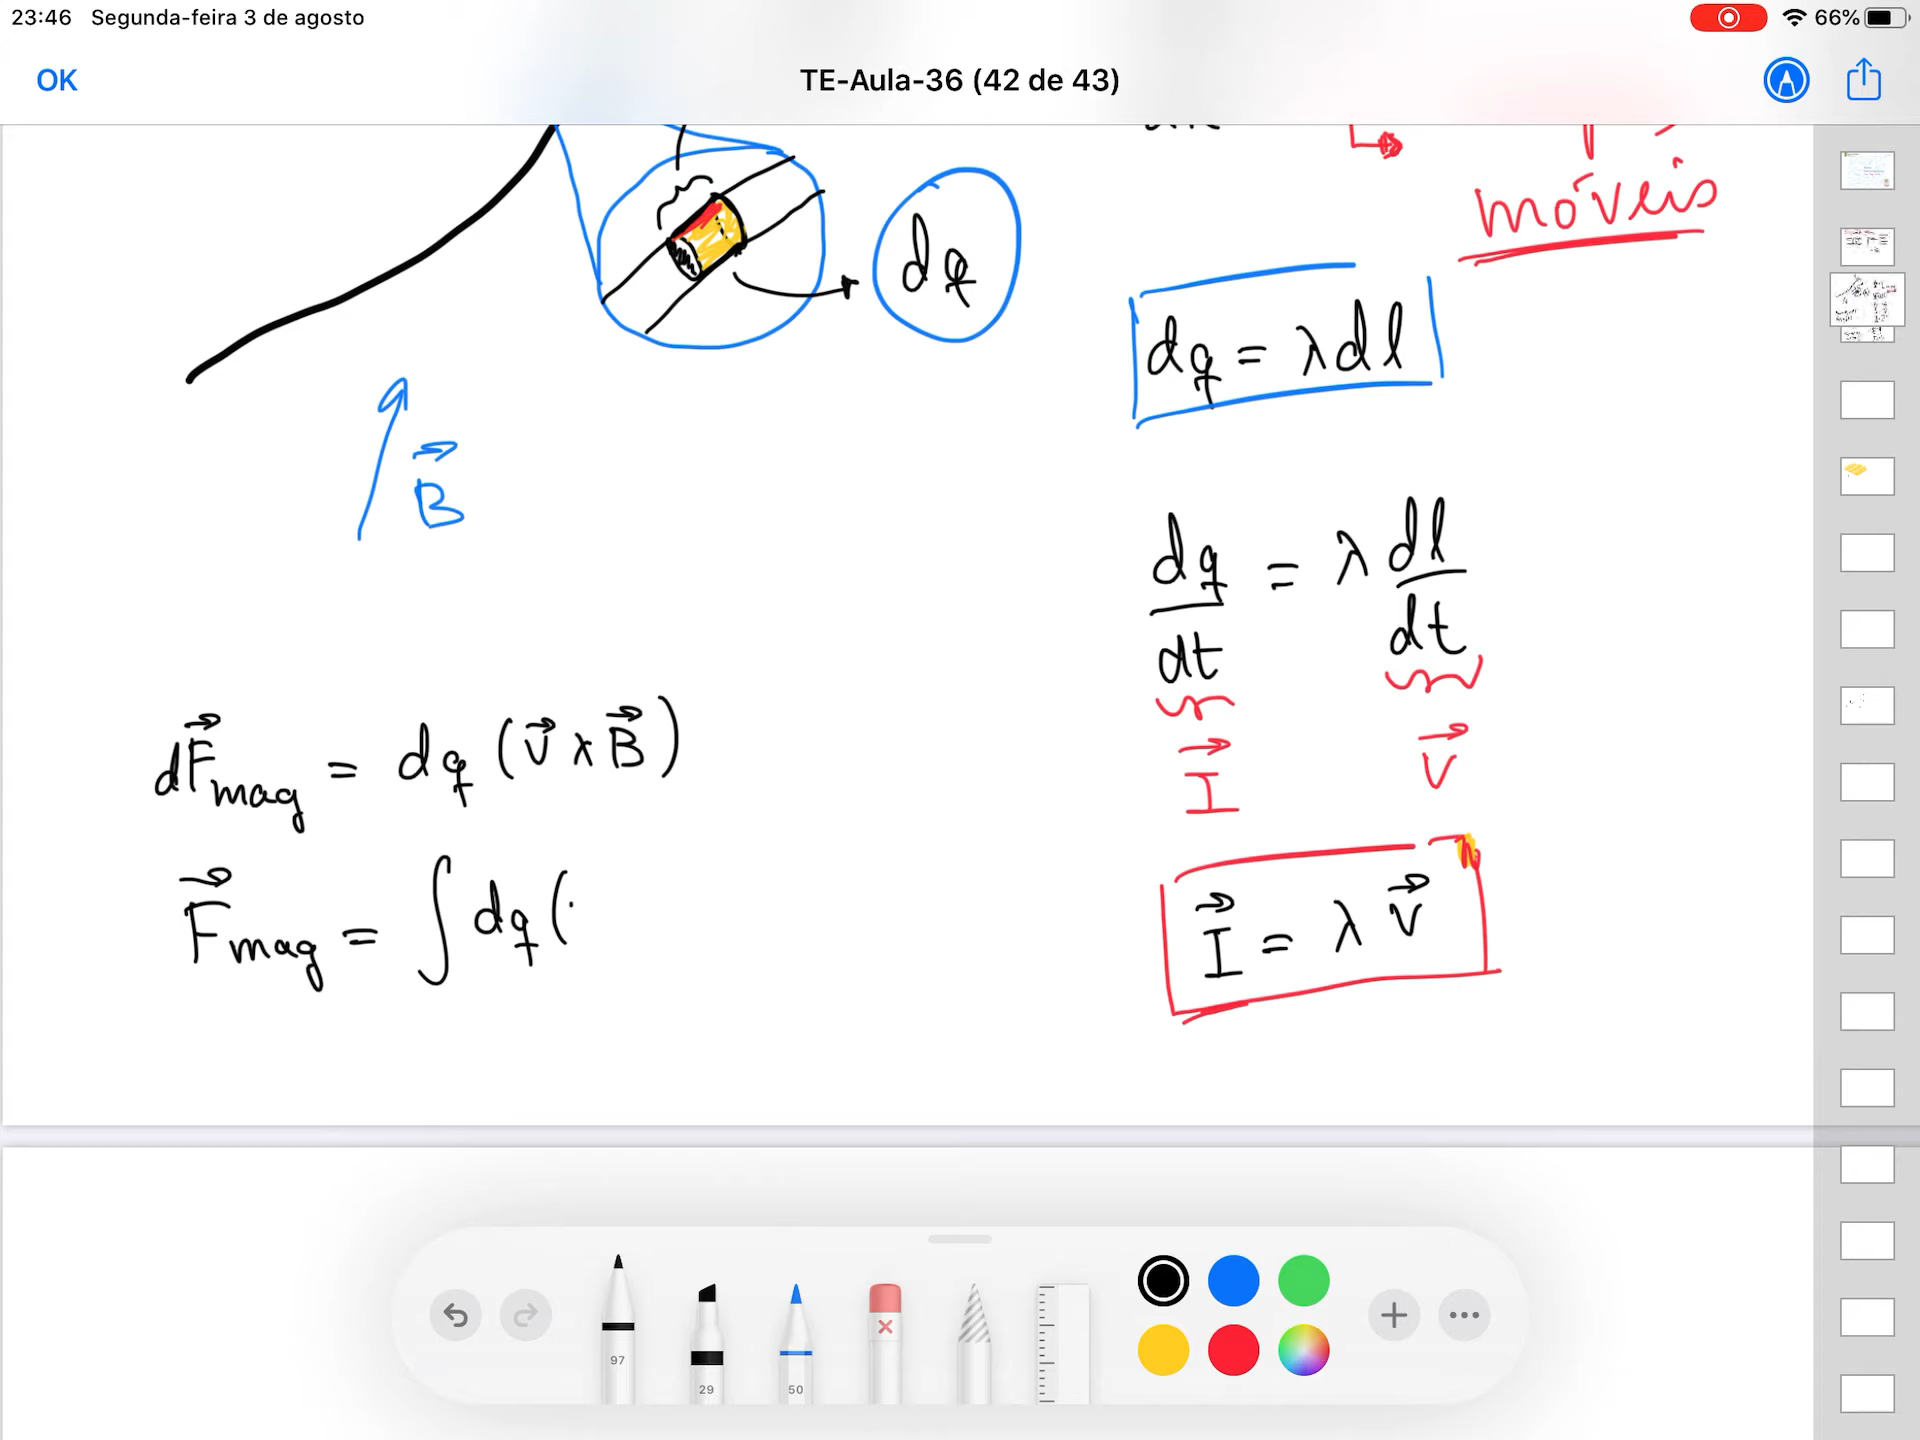 23:46 Segunda-feira 3 de agosto 66%
OK TE-Aula-36 (42 de 43)
móveis
dq
dq = λdl
B⃗
dq/dt = λ dl/dt
I⃗ v⃗
dF⃗mag = dq (v⃗ x B⃗)
F⃗mag = ∫ dq (
I⃗ = λ v⃗
97 29 50